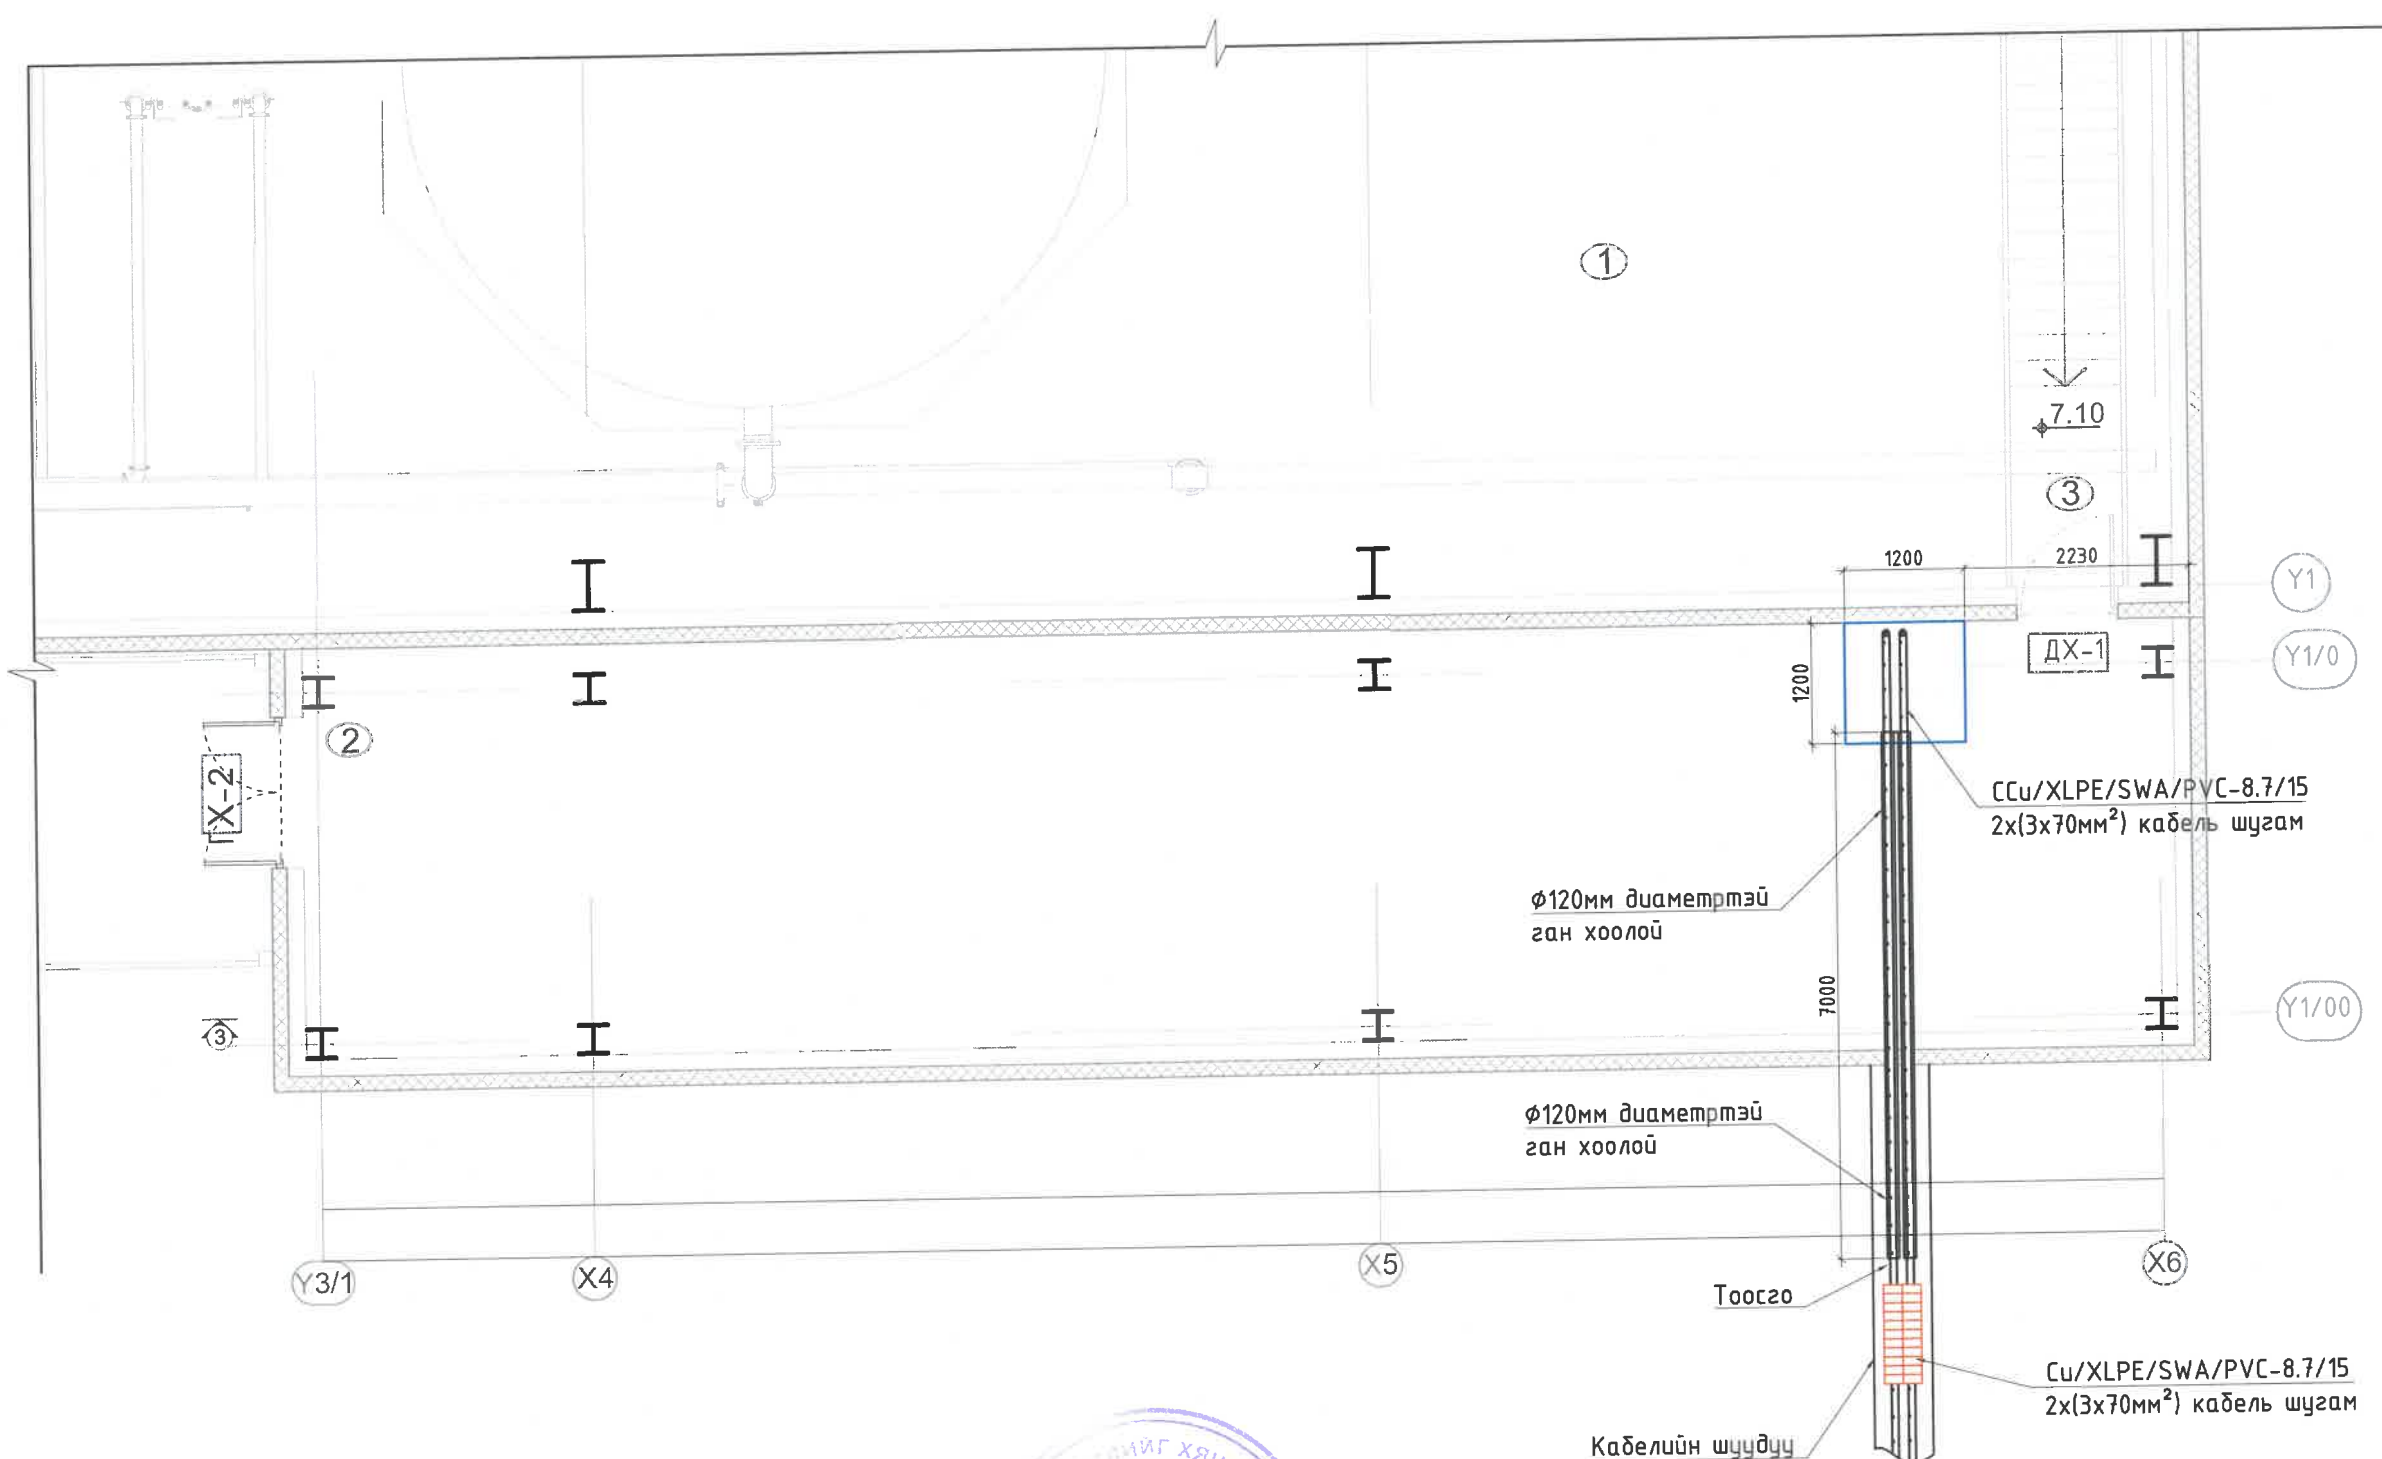 1
7.10
3
1200
2230
Y1
1200
ДХ-1
Y1/0
2
ГХ-2
CCu/XLPE/SWA/PVC-8.7/15
2x(3x70мм²) кабель шугам
Ф120мм диаметртэй
ган хоолой
7000
3
Y1/00
Ф120мм диаметртэй
ган хоолой
Y3/1
X4
X5
X6
Тоосго
Cu/XLPE/SWA/PVC-8.7/15
2x(3x70мм²) кабель шугам
Кабелийн шуудуу